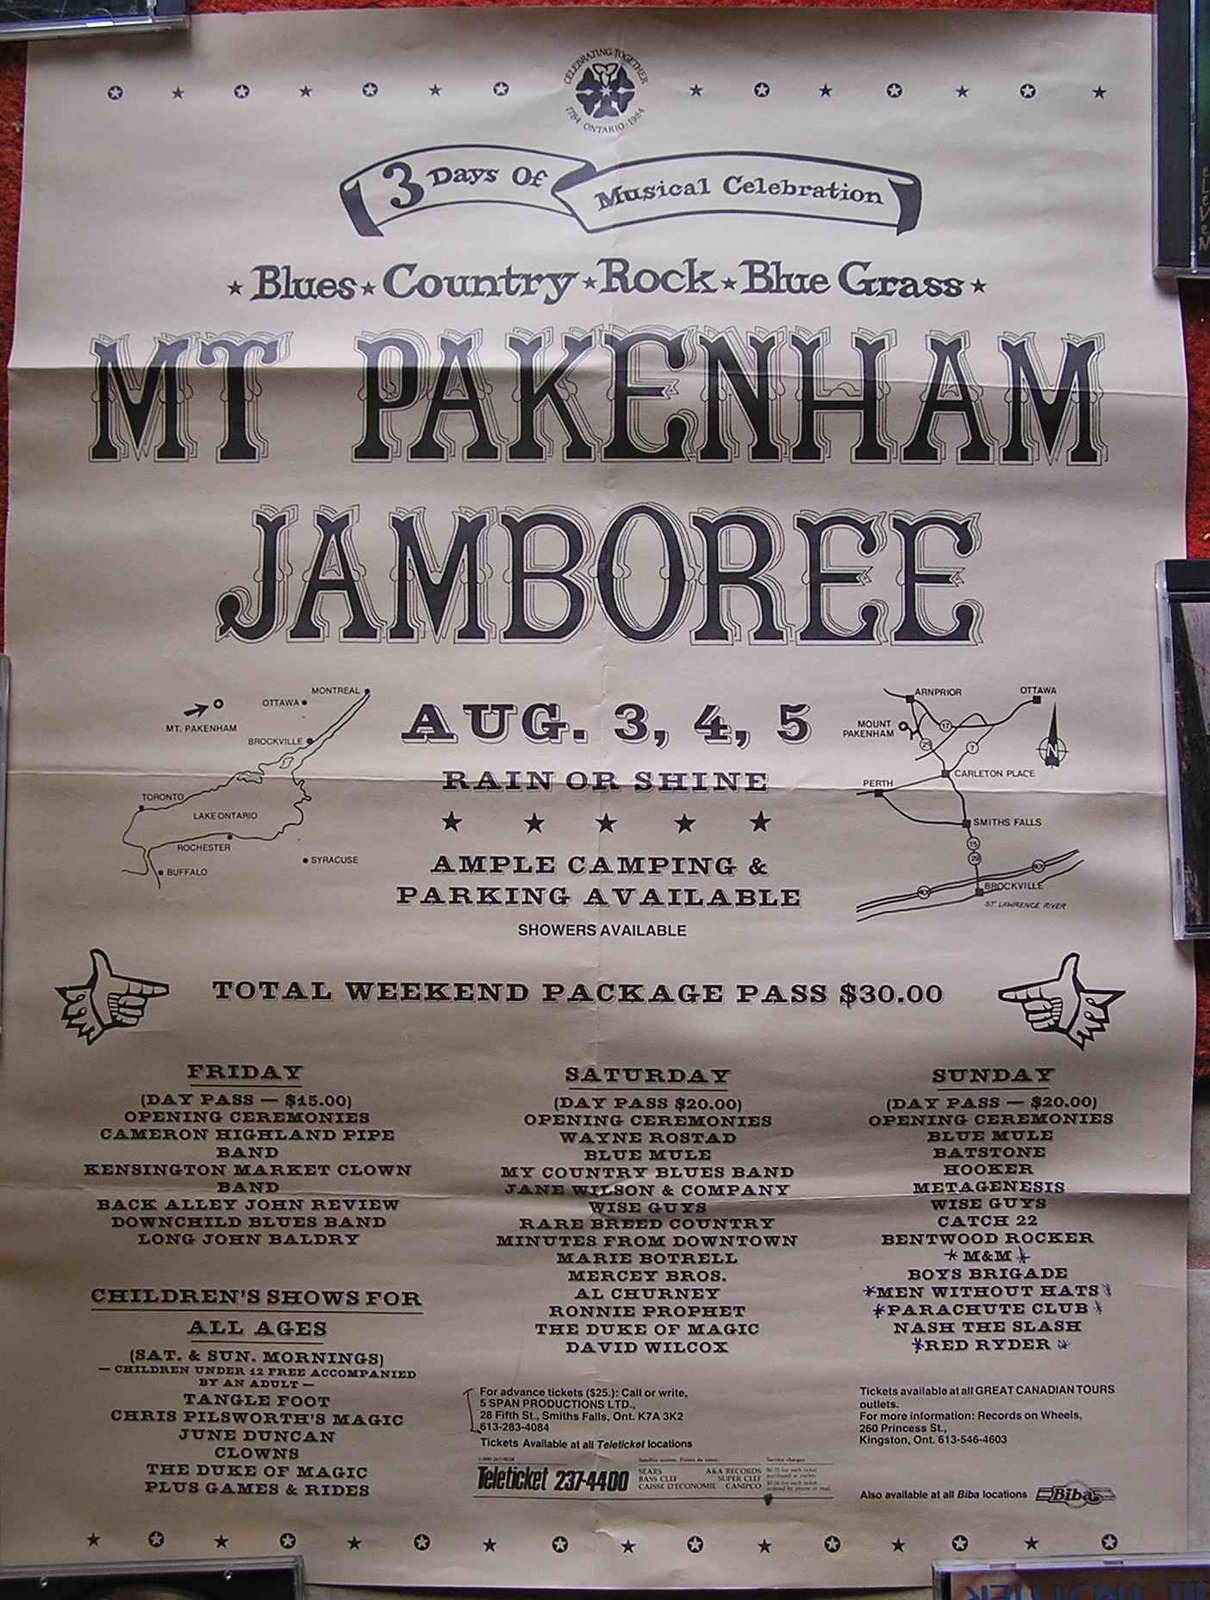 CELEBRATING TOGETHER
1784 · ONTARIO · 1984
3 Days Of Musical Celebration
Blues Country Rock Blue Grass
MT PAKENHAM
JAMBOREE
MONTREAL
OTTAWA
MT. PAKENHAM
BROCKVILLE
TORONTO
LAKE ONTARIO
ROCHESTER
SYRACUSE
BUFFALO
AUG. 3, 4, 5
RAIN OR SHINE
AMPLE CAMPING &
PARKING AVAILABLE
SHOWERS AVAILABLE
ARNPRIOR
OTTAWA
MOUNT
PAKENHAM
17
29
7
N
CARLETON PLACE
PERTH
SMITHS FALLS
15
29
401
401
BROCKVILLE
ST. LAWRENCE RIVER
TOTAL WEEKEND PACKAGE PASS $30.00
FRIDAY
(DAY PASS — $15.00)
OPENING CEREMONIES
CAMERON HIGHLAND PIPE
BAND
KENSINGTON MARKET CLOWN
BAND
BACK ALLEY JOHN REVIEW
DOWNCHILD BLUES BAND
LONG JOHN BALDRY
CHILDREN'S SHOWS FOR
ALL AGES
(SAT. & SUN. MORNINGS)
— CHILDREN UNDER 12 FREE ACCOMPANIED
BY AN ADULT —
TANGLE FOOT
CHRIS PILSWORTH'S MAGIC
JUNE DUNCAN
CLOWNS
THE DUKE OF MAGIC
PLUS GAMES & RIDES
SATURDAY
(DAY PASS $20.00)
OPENING CEREMONIES
WAYNE ROSTAD
BLUE MULE
MY COUNTRY BLUES BAND
JANE WILSON & COMPANY
WISE GUYS
RARE BREED COUNTRY
MINUTES FROM DOWNTOWN
MARIE BOTRELL
MERCEY BROS.
AL CHURNEY
RONNIE PROPHET
THE DUKE OF MAGIC
DAVID WILCOX
For advance tickets ($25.): Call or write,
5 SPAN PRODUCTIONS LTD.,
28 Fifth St., Smiths Falls, Ont. K7A 3K2
613-283-4084
Tickets Available at all Teleticket locations
Teleticket 237-4400
SEARS A&A RECORDS
BASS CLEF SUPER CLEF
CAISSE D'ECONOMIE CANIPCO
SUNDAY
(DAY PASS — $20.00)
OPENING CEREMONIES
BLUE MULE
BATSTONE
HOOKER
METAGENESIS
WISE GUYS
CATCH 22
BENTWOOD ROCKER
M&M
BOYS BRIGADE
MEN WITHOUT HATS
PARACHUTE CLUB
NASH THE SLASH
RED RYDER
Tickets available at all GREAT CANADIAN TOURS
outlets.
For more information: Records on Wheels,
260 Princess St.,
Kingston, Ont. 613-546-4603
Also available at all Biba locations
Biba